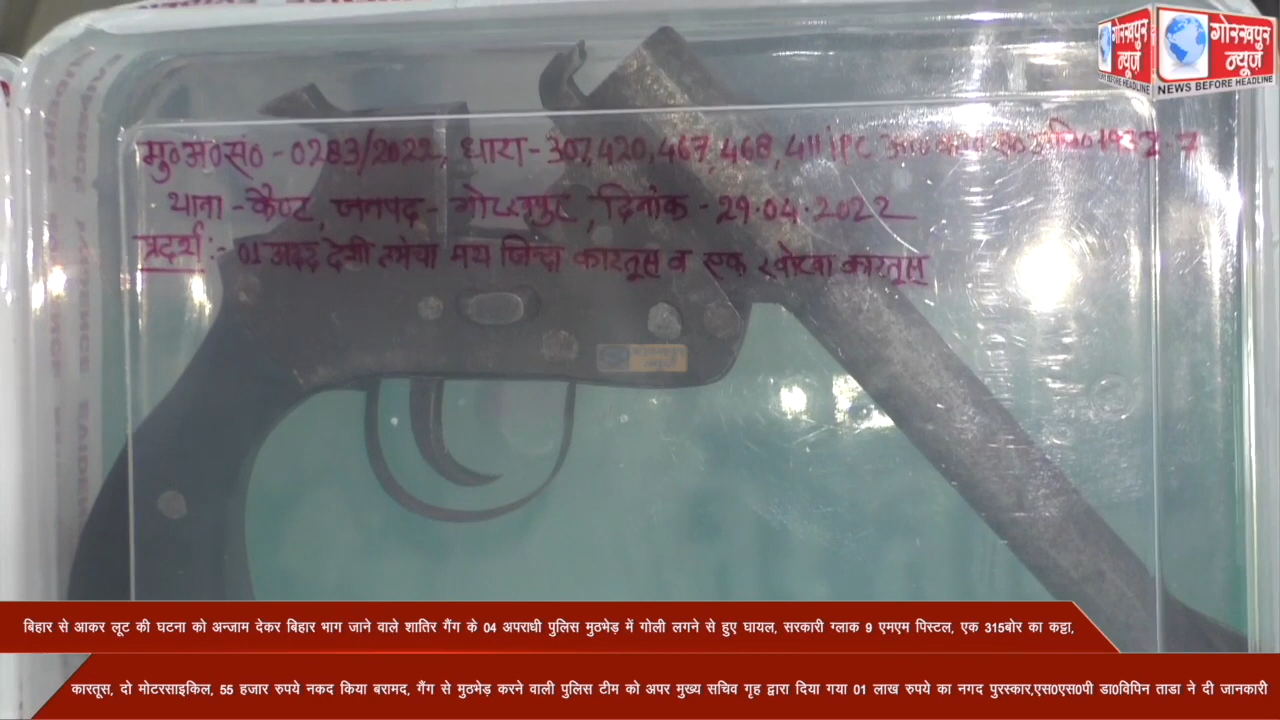 गोरखपुर
न्यूज
NEWS BEFORE HEADLINE
मु०अ०सं० - 0283/2022, धारा - 307, 420, 467, 468, 411 IPC
थाना - कैण्ट, जनपद - गोरखपुर, दिनांक - 29.04.2022
प्रदर्श :- 01 अदद देशी तमंचा मय जिन्दा कारतूस व एक खोखा कारतूस
बिहार से आकर लूट की घटना को अन्जाम देकर बिहार भाग जाने वाले शातिर गैंग के 04 अपराधी पुलिस मुठभेड़ में गोली लगने से हुए घायल, सरकारी ग्लाक 9 एमएम पिस्टल, एक 315बोर का कट्टा,
कारतूस, दो मोटरसाइकिल, 55 हजार रुपये नकद किया बरामद, गैंग से मुठभेड़ करने वाली पुलिस टीम को अपर मुख्य सचिव गृह द्वारा दिया गया 01 लाख रुपये का नगद पुरस्कार,एस0एस0पी डा0विपिन ताडा ने दी जानकारी